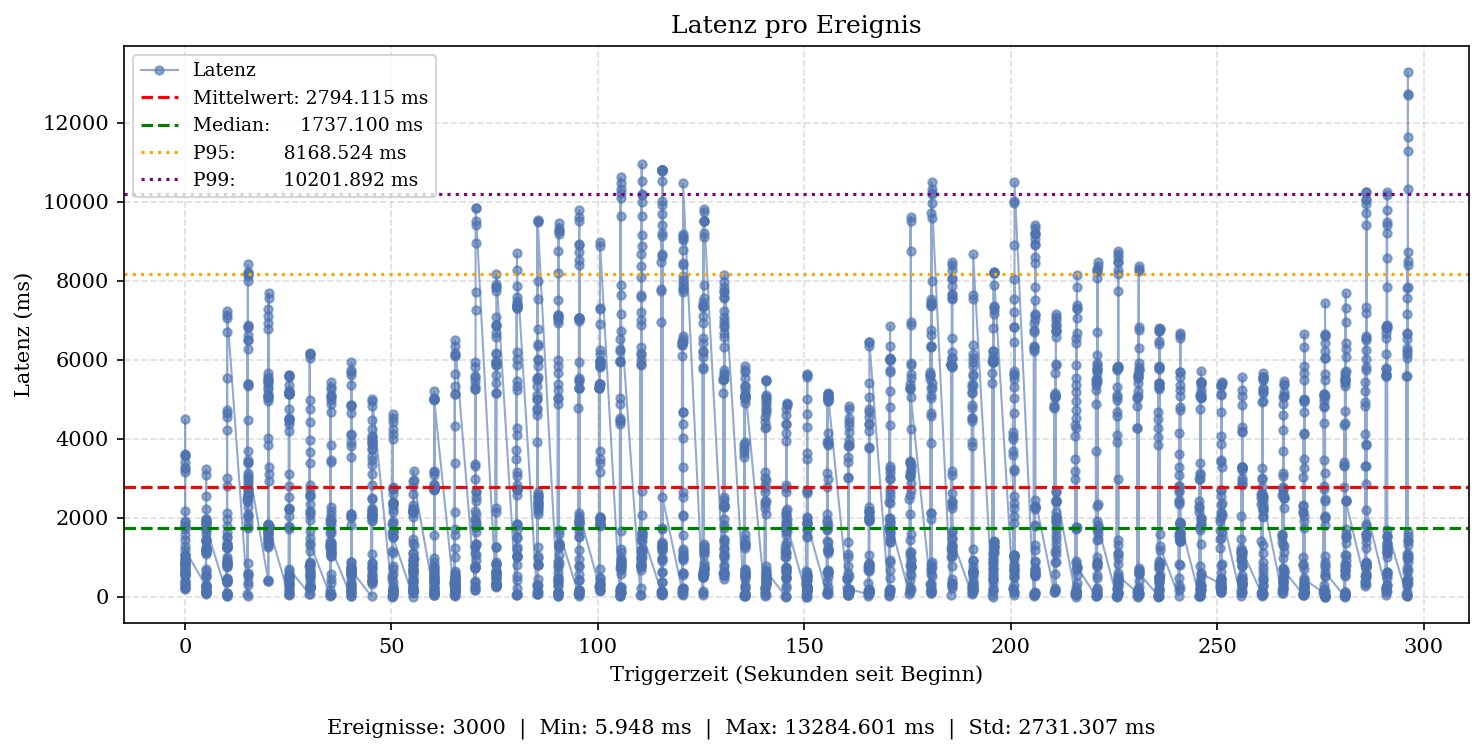 Latenz pro Ereignis
Latenz
Mittelwert: 2794.115 ms
Median: 1737.100 ms
P95: 8168.524 ms
P99: 10201.892 ms
Latenz (ms)
12000
10000
8000
6000
4000
2000
0
0 50 100 150 200 250 300
Triggerzeit (Sekunden seit Beginn)
Ereignisse: 3000 | Min: 5.948 ms | Max: 13284.601 ms | Std: 2731.307 ms